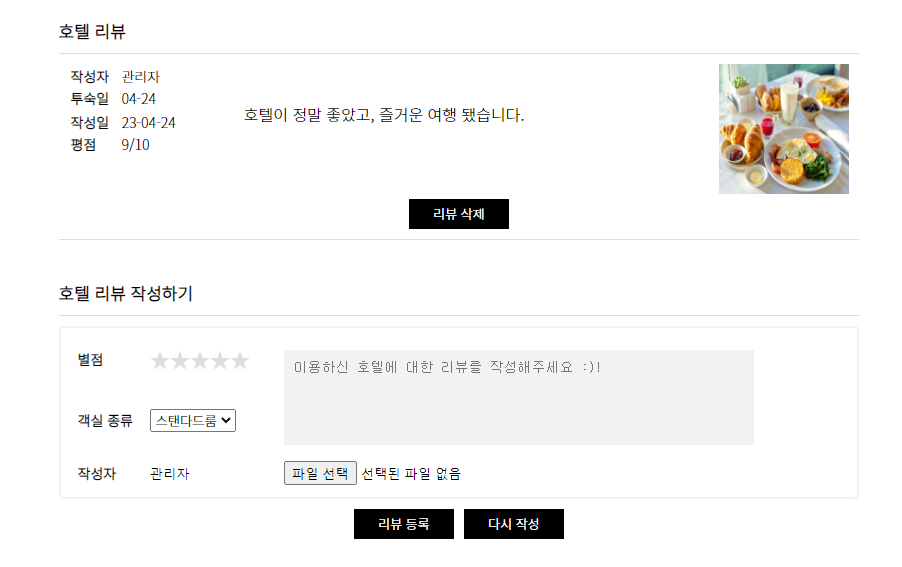 호텔 리뷰
작성자 관리자
투숙일 04-24
작성일 23-04-24
평점 9/10
호텔이 정말 좋았고, 즐거운 여행 됐습니다.
리뷰 삭제
호텔 리뷰 작성하기
별점 ★★★★★
이용하신 호텔에 대한 리뷰를 작성해주세요 :)!
객실 종류 스탠다드룸
작성자 관리자
파일 선택 선택된 파일 없음
리뷰 등록 다시 작성